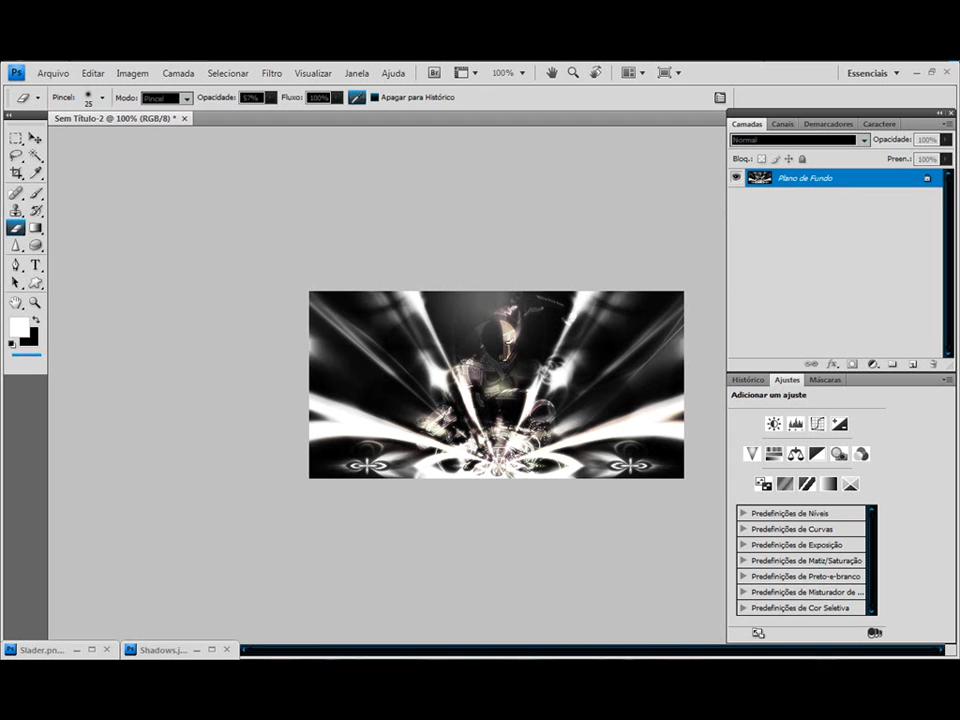 Ps Arquivo Editar Imagem Camada Selecionar Filtro Visualizar Janela Ajuda Br 100% Essenciais
Pincel: 25 Modo: Pincel Opacidade: 57% Fluxo: 100% Apagar para Histórico
Sem Título-2 @ 100% (RGB/8) *
Camadas Canais Demarcadores Caractere
Normal Opacidade: 100%
Bloq.: Preen.: 100%
Plano de Fundo
Histórico Ajustes Máscaras
Adicionar um ajuste
Predefinições de Níveis
Predefinições de Curvas
Predefinições de Exposição
Predefinições de Matiz/Saturação
Predefinições de Preto-e-branco
Predefinições de Misturador de ...
Predefinições de Cor Seletiva
Ps Slader.pn... Ps Shadows.j...